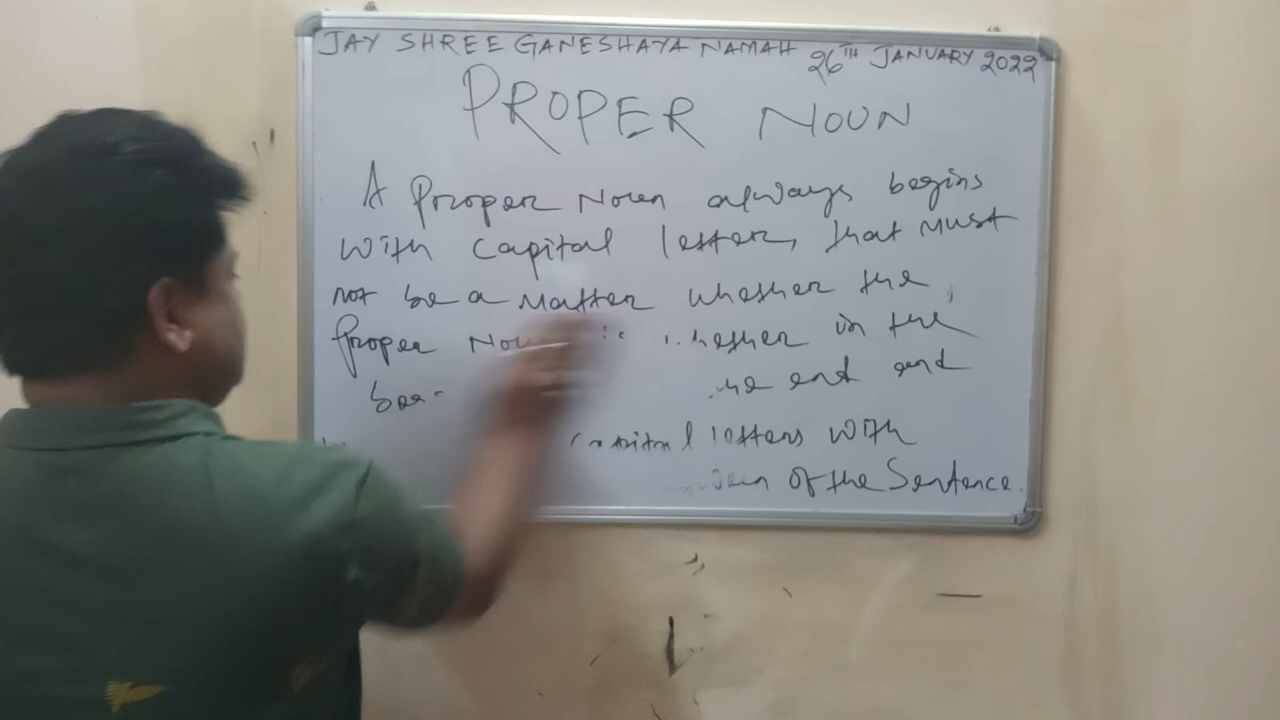 JAY SHREE GANESHAYA NAMAH 26TH JANUARY 2022
PROPER NOUN
A Proper Noun always begins
with capital letter, that must
not be a matter whether the
Proper whether in the
end and
capital letters with
of the Sentence.